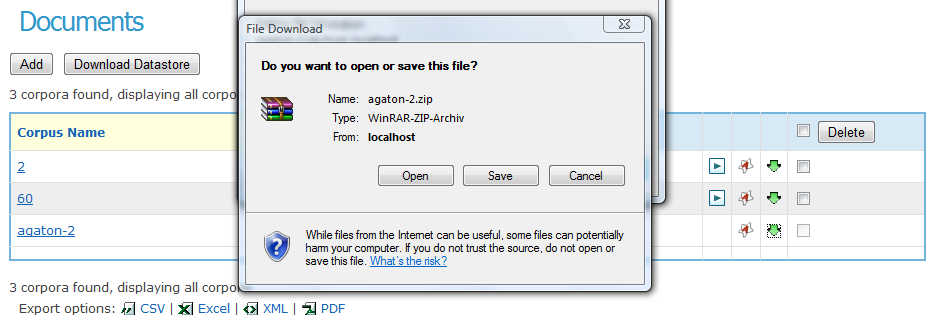 Documents
File Download
Do you want to open or save this file?
Add
Download Datastore
3 corpora found, displaying all corpo
Name: agaton-2.zip
Type: WinRAR-ZIP-Archiv
From: localhost
Corpus Name
Delete
2
Open
Save
Cancel
60
agaton-2
While files from the Internet can be useful, some files can potentially
harm your computer. If you do not trust the source, do not open or
save this file. What's the risk?
3 corpora found, displaying all corpo
Export options: CSV | Excel | XML | PDF